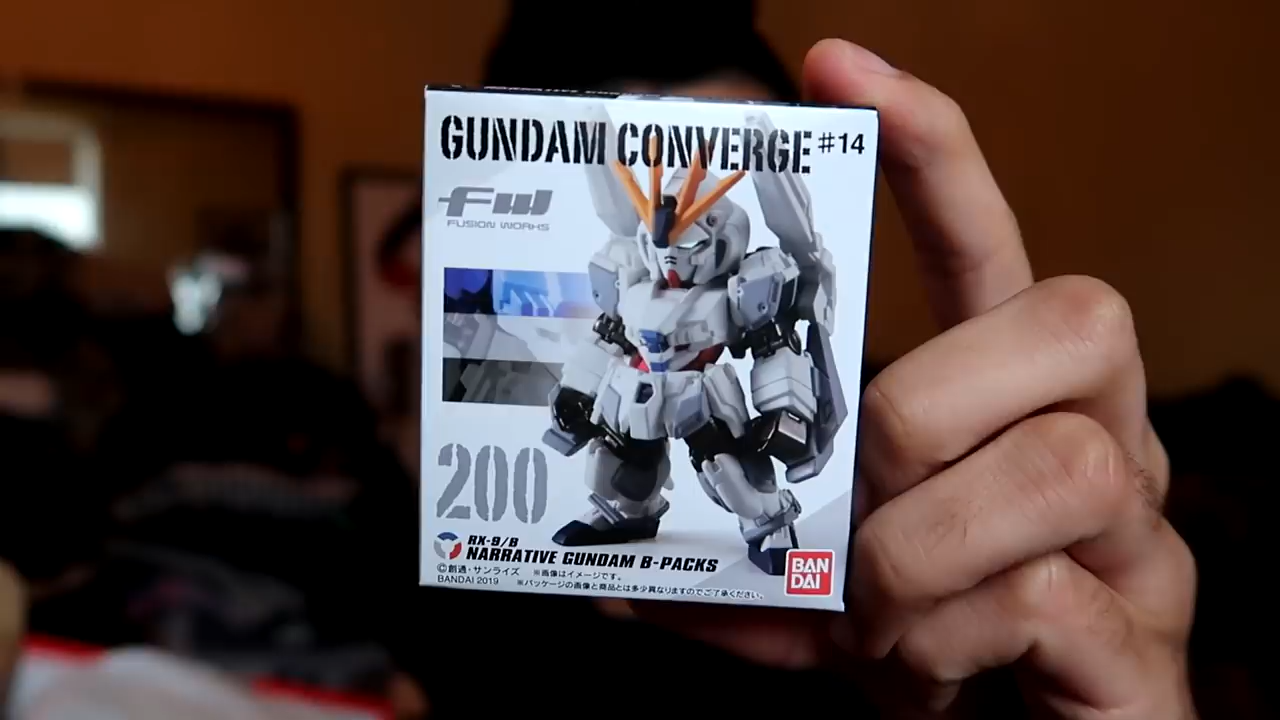 GUNDAM CONVERGE #14
FW
FUSION WORKS
200
RX-9/B
NARRATIVE GUNDAM B-PACKS
©創通・サンライズ ※画像はイメージです。
BANDAI 2019 ※パッケージの画像と商品とは多少異なりますのでご了承ください。
BAN
DAI